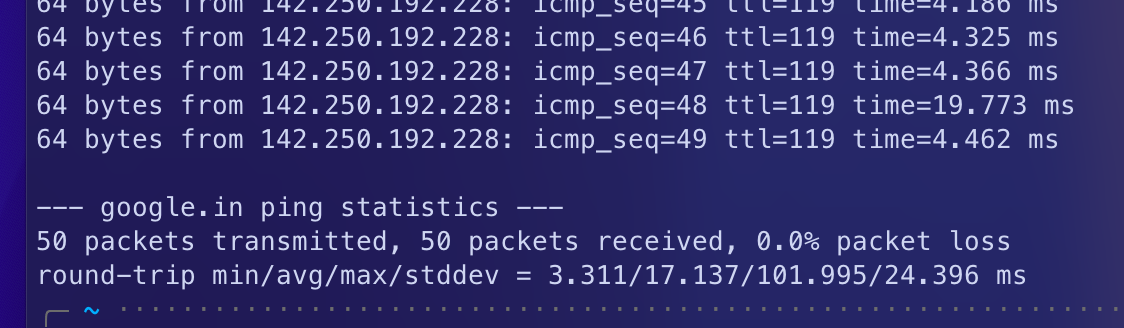 64 bytes from 142.250.192.228: icmp_seq=45 ttl=119 time=4.186 ms
64 bytes from 142.250.192.228: icmp_seq=46 ttl=119 time=4.325 ms
64 bytes from 142.250.192.228: icmp_seq=47 ttl=119 time=4.366 ms
64 bytes from 142.250.192.228: icmp_seq=48 ttl=119 time=19.773 ms
64 bytes from 142.250.192.228: icmp_seq=49 ttl=119 time=4.462 ms
--- google.in ping statistics ---
50 packets transmitted, 50 packets received, 0.0% packet loss
round-trip min/avg/max/stddev = 3.311/17.137/101.995/24.396 ms
~